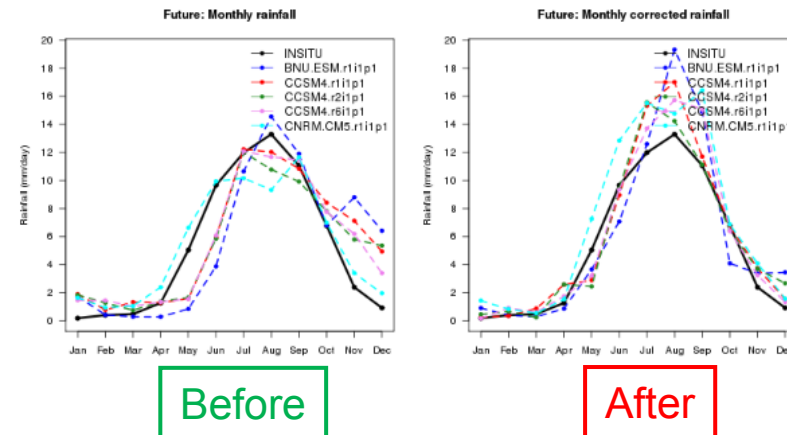 Future: Monthly rainfall
20
18
16
14
12
10
8
6
4
2
0
Rainfall (mm/day)
INSITU
BNU.ESM.r1i1p1
CCSM4.r1i1p1
CCSM4.r2i1p1
CCSM4.r6i1p1
CNRM.CM5.r1i1p1
Jan Feb Mar Apr May Jun Jul Aug Sep Oct Nov Dec
Before
Future: Monthly corrected rainfall
20
18
16
14
12
10
8
6
4
2
0
Rainfall (mm/day)
INSITU
BNU.ESM.r1i1p1
CCSM4.r1i1p1
CCSM4.r2i1p1
CCSM4.r6i1p1
CNRM.CM5.r1i1p1
Jan Feb Mar Apr May Jun Jul Aug Sep Oct Nov De
After